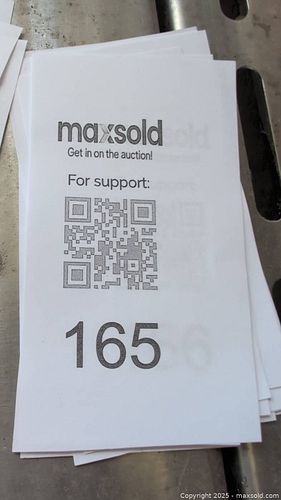 maxsold
Get in on the auction!
For support:
165
Copyright 2025 - maxsold.com